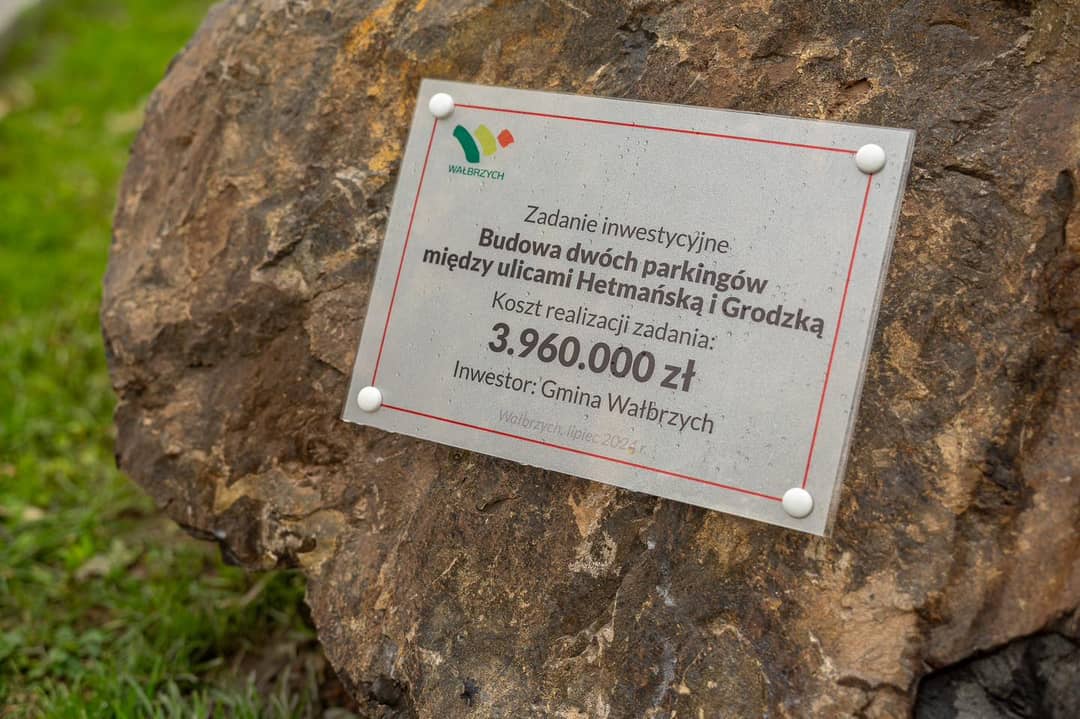 WAŁBRZYCH
Zadanie inwestycyjne
Budowa dwóch parkingów
między ulicami Hetmańską i Grodzką
Koszt realizacji zadania:
3.960.000 zł
Inwestor: Gmina Wałbrzych
Wałbrzych, lipiec 2024 r.